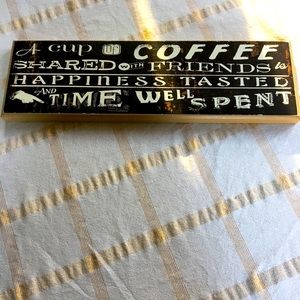 A CUP OF COFFEE
SHARED WITH FRIENDS is
HAPPINESS TASTED
AND TIME WELL SPENT